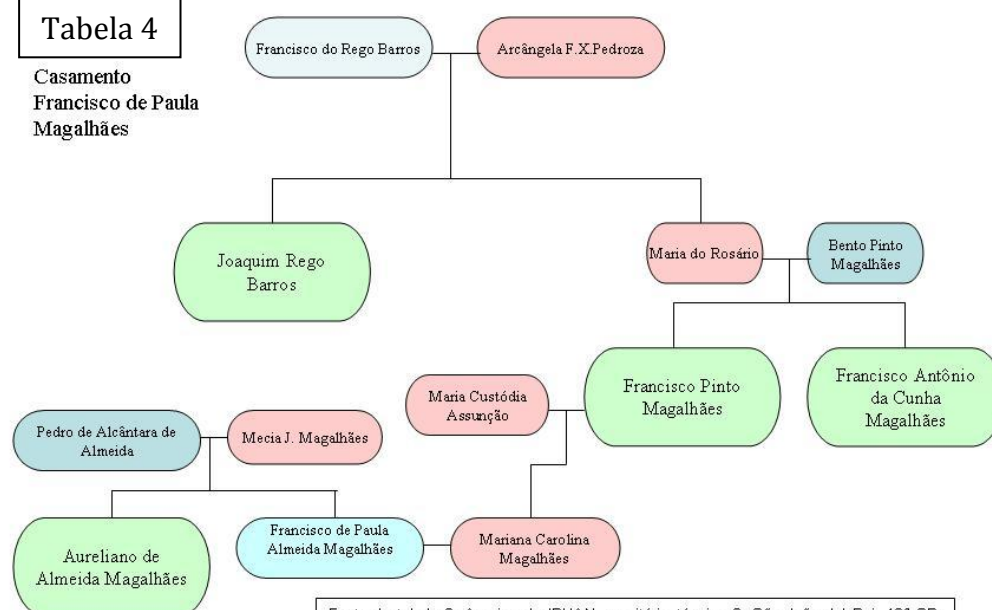 Tabela 4
Casamento
Francisco de Paula
Magalhães
Francisco do Rego Barros
Arcângela F.X.Pedroza
Joaquim Rego
Barros
Maria do Rosário
Bento Pinto
Magalhães
Maria Custódia
Assunção
Francisco Pinto
Magalhães
Francisco Antônio
da Cunha
Magalhães
Pedro de Alcântara de
Almeida
Mecia J. Magalhães
Aureliano de
Almeida Magalhães
Francisco de Paula
Almeida Magalhães
Mariana Carolina
Magalhães